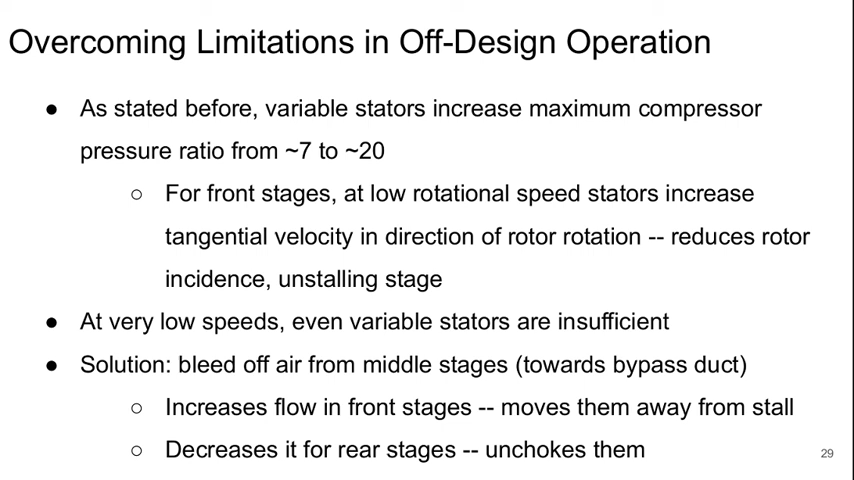 Overcoming Limitations in Off-Design Operation
● As stated before, variable stators increase maximum compressor
pressure ratio from ~7 to ~20
○ For front stages, at low rotational speed stators increase
tangential velocity in direction of rotor rotation -- reduces rotor
incidence, unstalling stage
● At very low speeds, even variable stators are insufficient
● Solution: bleed off air from middle stages (towards bypass duct)
○ Increases flow in front stages -- moves them away from stall
○ Decreases it for rear stages -- unchokes them
29